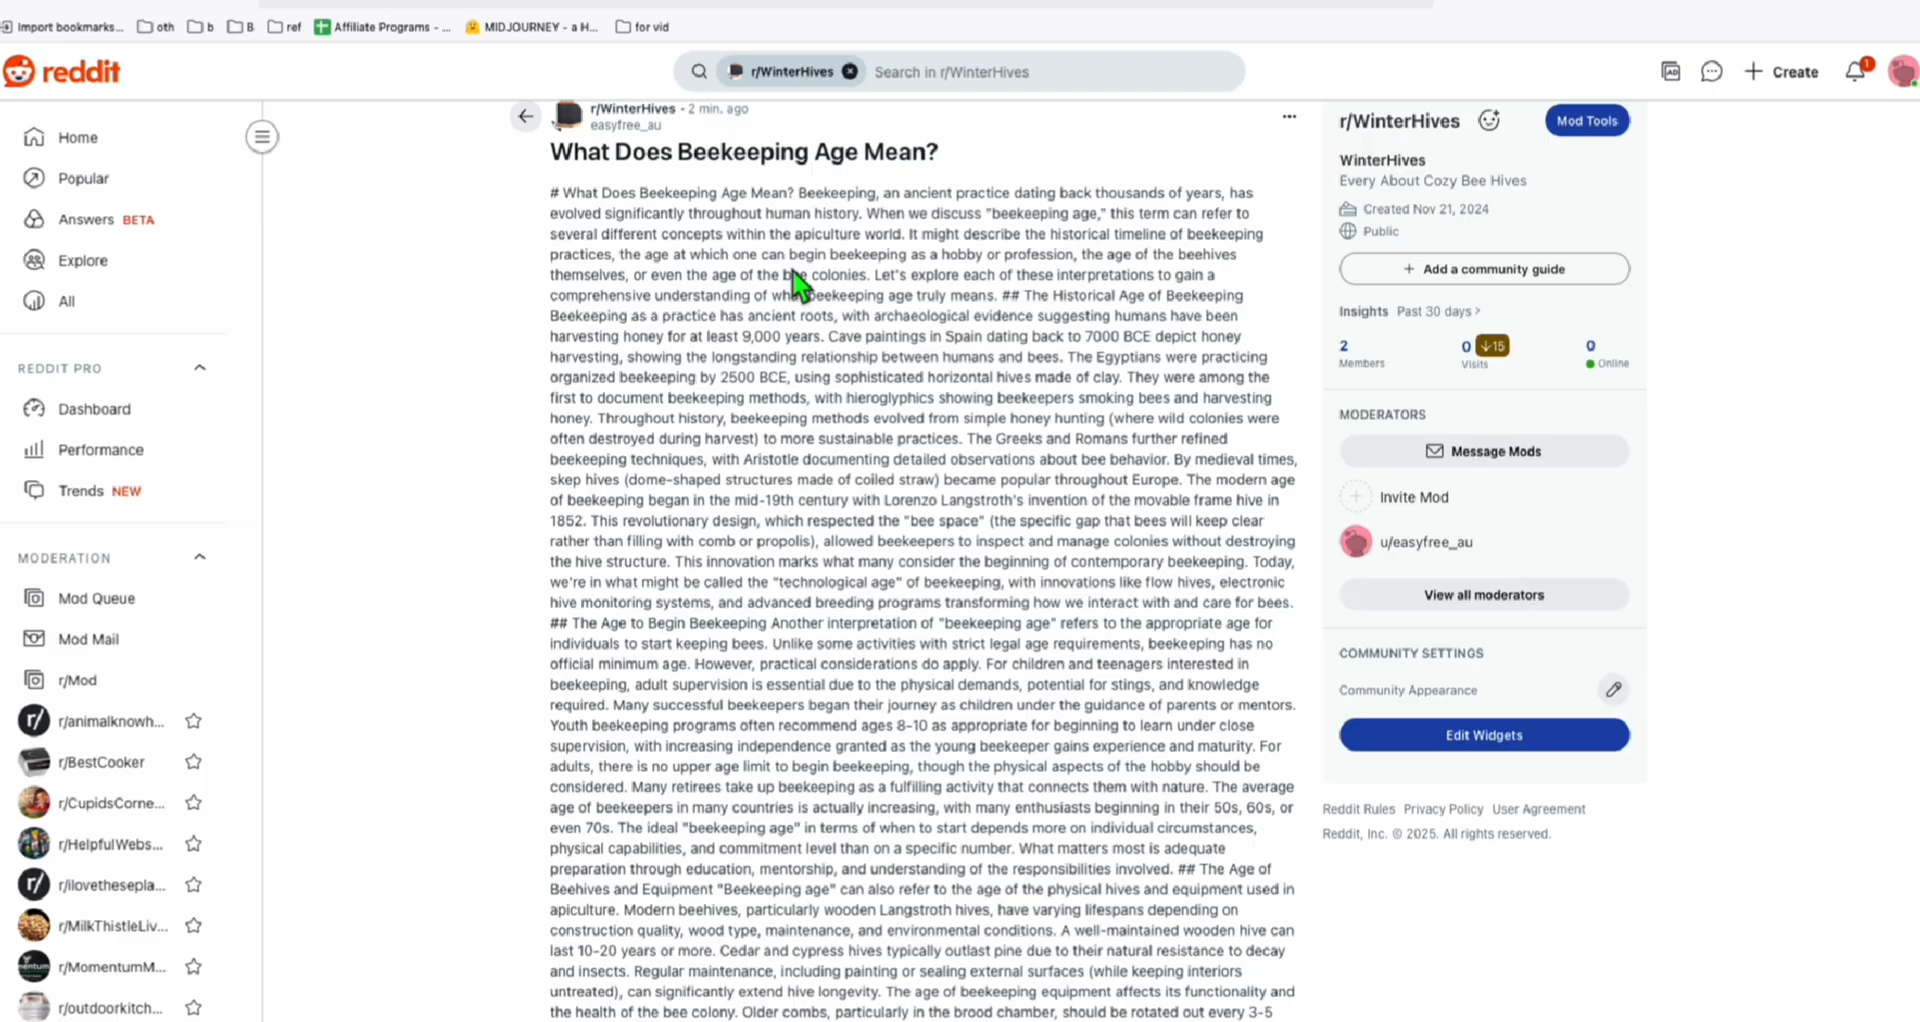 Import bookmarks...
oth
b
B
ref
Affiliate Programs - ...
MIDJOURNEY - a H...
for vid
reddit
r/WinterHives
Search in r/WinterHives
Create
1
Home
Popular
Answers BETA
Explore
All
REDDIT PRO
Dashboard
Performance
Trends NEW
MODERATION
Mod Queue
Mod Mail
r/Mod
r/animalknowh...
r/BestCooker
r/CupidsCorne...
r/HelpfulWebs...
r/ilovethesepla...
r/MilkThistleLiv...
r/MomentumM...
r/outdoorkitch...
r/WinterHives • 2 min. ago
easyfree_au
What Does Beekeeping Age Mean?
# What Does Beekeeping Age Mean? Beekeeping, an ancient practice dating back thousands of years, has
evolved significantly throughout human history. When we discuss "beekeeping age," this term can refer to
several different concepts within the apiculture world. It might describe the historical timeline of beekeeping
practices, the age at which one can begin beekeeping as a hobby or profession, the age of the beehives
themselves, or even the age of the bee colonies. Let's explore each of these interpretations to gain a
comprehensive understanding of what beekeeping age truly means. ## The Historical Age of Beekeeping
Beekeeping as a practice has ancient roots, with archaeological evidence suggesting humans have been
harvesting honey for at least 9,000 years. Cave paintings in Spain dating back to 7000 BCE depict honey
harvesting, showing the longstanding relationship between humans and bees. The Egyptians were practicing
organized beekeeping by 2500 BCE, using sophisticated horizontal hives made of clay. They were among the
first to document beekeeping methods, with hieroglyphics showing beekeepers smoking bees and harvesting
honey. Throughout history, beekeeping methods evolved from simple honey hunting (where wild colonies were
often destroyed during harvest) to more sustainable practices. The Greeks and Romans further refined
beekeeping techniques, with Aristotle documenting detailed observations about bee behavior. By medieval times,
skep hives (dome-shaped structures made of coiled straw) became popular throughout Europe. The modern age
of beekeeping began in the mid-19th century with Lorenzo Langstroth's invention of the movable frame hive in
1852. This revolutionary design, which respected the "bee space" (the specific gap that bees will keep clear
rather than filling with comb or propolis), allowed beekeepers to inspect and manage colonies without destroying
the hive structure. This innovation marks what many consider the beginning of contemporary beekeeping. Today,
we're in what might be called the "technological age" of beekeeping, with innovations like flow hives, electronic
hive monitoring systems, and advanced breeding programs transforming how we interact with and care for bees.
## The Age to Begin Beekeeping Another interpretation of "beekeeping age" refers to the appropriate age for
individuals to start keeping bees. Unlike some activities with strict legal age requirements, beekeeping has no
official minimum age. However, practical considerations do apply. For children and teenagers interested in
beekeeping, adult supervision is essential due to the physical demands, potential for stings, and knowledge
required. Many successful beekeepers began their journey as children under the guidance of parents or mentors.
Youth beekeeping programs often recommend ages 8-10 as appropriate for beginning to learn under close
supervision, with increasing independence granted as the young beekeeper gains experience and maturity. For
adults, there is no upper age limit to begin beekeeping, though the physical aspects of the hobby should be
considered. Many retirees take up beekeeping as a fulfilling activity that connects them with nature. The average
age of beekeepers in many countries is actually increasing, with many enthusiasts beginning in their 50s, 60s, or
even 70s. The ideal "beekeeping age" in terms of when to start depends more on individual circumstances,
physical capabilities, and commitment level than on a specific number. What matters most is adequate
preparation through education, mentorship, and understanding of the responsibilities involved. ## The Age of
Beehives and Equipment "Beekeeping age" can also refer to the age of the physical hives and equipment used in
apiculture. Modern beehives, particularly wooden Langstroth hives, have varying lifespans depending on
construction quality, wood type, maintenance, and environmental conditions. A well-maintained wooden hive can
last 10-20 years or more. Cedar and cypress hives typically outlast pine due to their natural resistance to decay
and insects. Regular maintenance, including painting or sealing external surfaces (while keeping interiors
untreated), can significantly extend hive longevity. The age of beekeeping equipment affects its functionality and
the health of the bee colony. Older combs, particularly in the brood chamber, should be rotated out every 3-5
r/WinterHives
Mod Tools
WinterHives
Every About Cozy Bee Hives
Created Nov 21, 2024
Public
+ Add a community guide
Insights Past 30 days >
2
Members
0 ↓15
Visits
0
Online
MODERATORS
Message Mods
Invite Mod
u/easyfree_au
View all moderators
COMMUNITY SETTINGS
Community Appearance
Edit Widgets
Reddit Rules Privacy Policy User Agreement
Reddit, Inc. © 2025. All rights reserved.